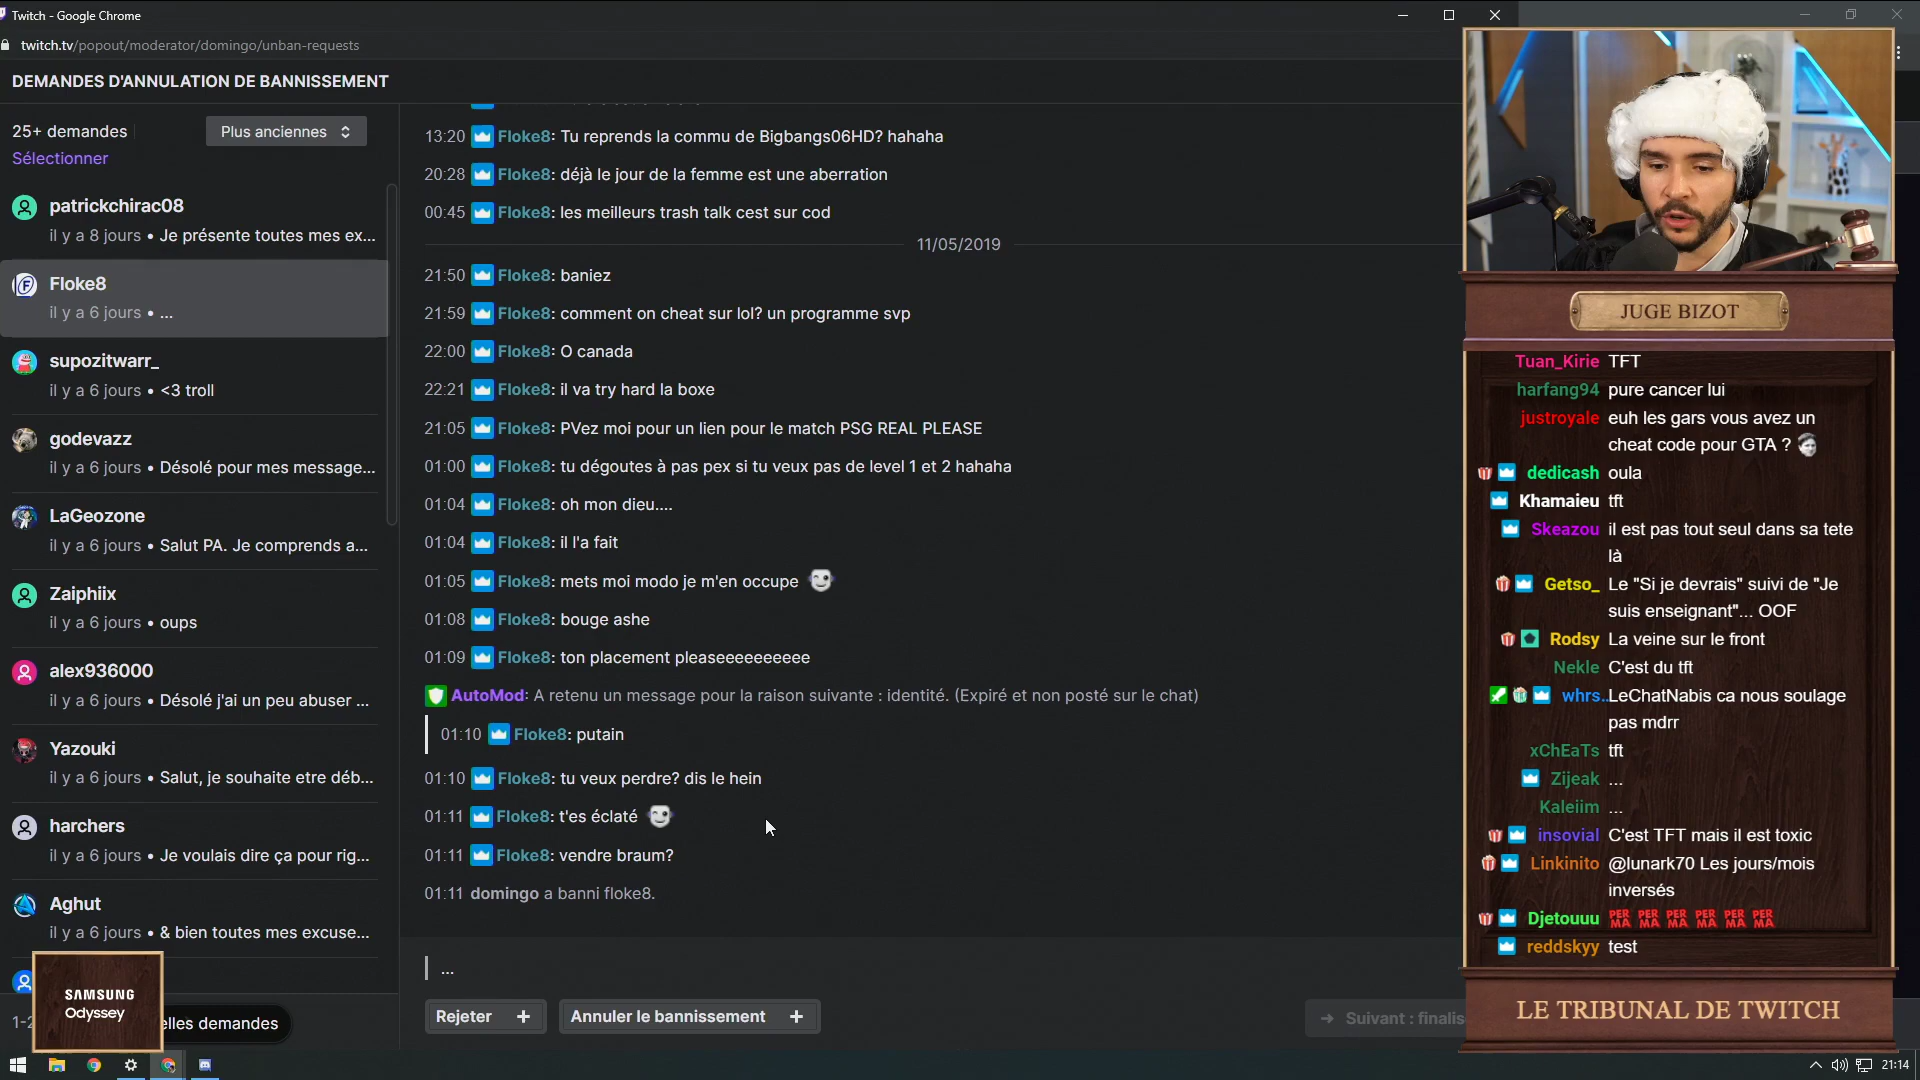 Twitch - Google Chrome
twitch.tv/popout/moderator/domingo/unban-requests
DEMANDES D'ANNULATION DE BANNISSEMENT
25+ demandes
Plus anciennes
Sélectionner
patrickchirac08
il y a 8 jours • Je présente toutes mes ex...
Floke8
il y a 6 jours • ...
supozitwarr_
il y a 6 jours • <3 troll
godevazz
il y a 6 jours • Désolé pour mes message...
LaGeozone
il y a 6 jours • Salut PA. Je comprends a...
Zaiphiix
il y a 6 jours • oups
alex936000
il y a 6 jours • Désolé j'ai un peu abuser ...
Yazouki
il y a 6 jours • Salut, je souhaite etre déb...
harchers
il y a 6 jours • Je voulais dire ça pour rig...
Aghut
il y a 6 jours • & bien toutes mes excuse...
SAMSUNG
Odyssey
elles demandes
13:20 Floke8: Tu reprends la commu de Bigbangs06HD? hahaha
20:28 Floke8: déjà le jour de la femme est une aberration
00:45 Floke8: les meilleurs trash talk cest sur cod
11/05/2019
21:50 Floke8: baniez
21:59 Floke8: comment on cheat sur lol? un programme svp
22:00 Floke8: O canada
22:21 Floke8: il va try hard la boxe
21:05 Floke8: PVez moi pour un lien pour le match PSG REAL PLEASE
01:00 Floke8: tu dégoutes à pas pex si tu veux pas de level 1 et 2 hahaha
01:04 Floke8: oh mon dieu....
01:04 Floke8: il l'a fait
01:05 Floke8: mets moi modo je m'en occupe
01:08 Floke8: bouge ashe
01:09 Floke8: ton placement pleaseeeeeeeeee
AutoMod: A retenu un message pour la raison suivante : identité. (Expiré et non posté sur le chat)
01:10 Floke8: putain
01:10 Floke8: tu veux perdre? dis le hein
01:11 Floke8: t'es éclaté
01:11 Floke8: vendre braum?
01:11 domingo a banni floke8.
...
Rejeter +
Annuler le bannissement +
→ Suivant : finalis
JUGE BIZOT
Tuan_Kirie TFT
harfang94 pure cancer lui
justroyale euh les gars vous avez un
cheat code pour GTA ?
dedicash oula
Khamaieu tft
Skeazou il est pas tout seul dans sa tete
là
Getso_ Le "Si je devrais" suivi de "Je
suis enseignant"... OOF
Rodsy La veine sur le front
Nekle C'est du tft
whrs.. LeChatNabis ca nous soulage
pas mdrr
xChEaTs tft
Zijeak ...
Kaleiim ...
insovial C'est TFT mais il est toxic
Linkinito @lunark70 Les jours/mois
inversés
Djetouuu PERMA PERMA PERMA PERMA PERMA PERMA
reddskyy test
LE TRIBUNAL DE TWITCH
21:14